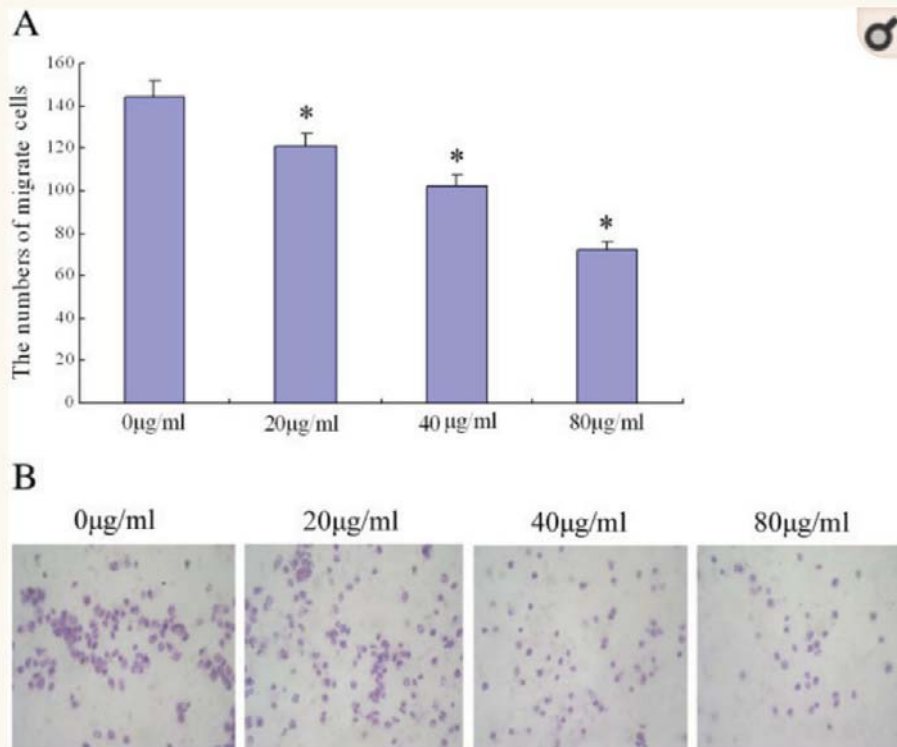 A
The numbers of migrate cells
160
140
120
100
80
60
40
20
0
*
*
*
0μg/ml
20μg/ml
40 μg/ml
80μg/ml
B
0μg/ml
20μg/ml
40μg/ml
80μg/ml